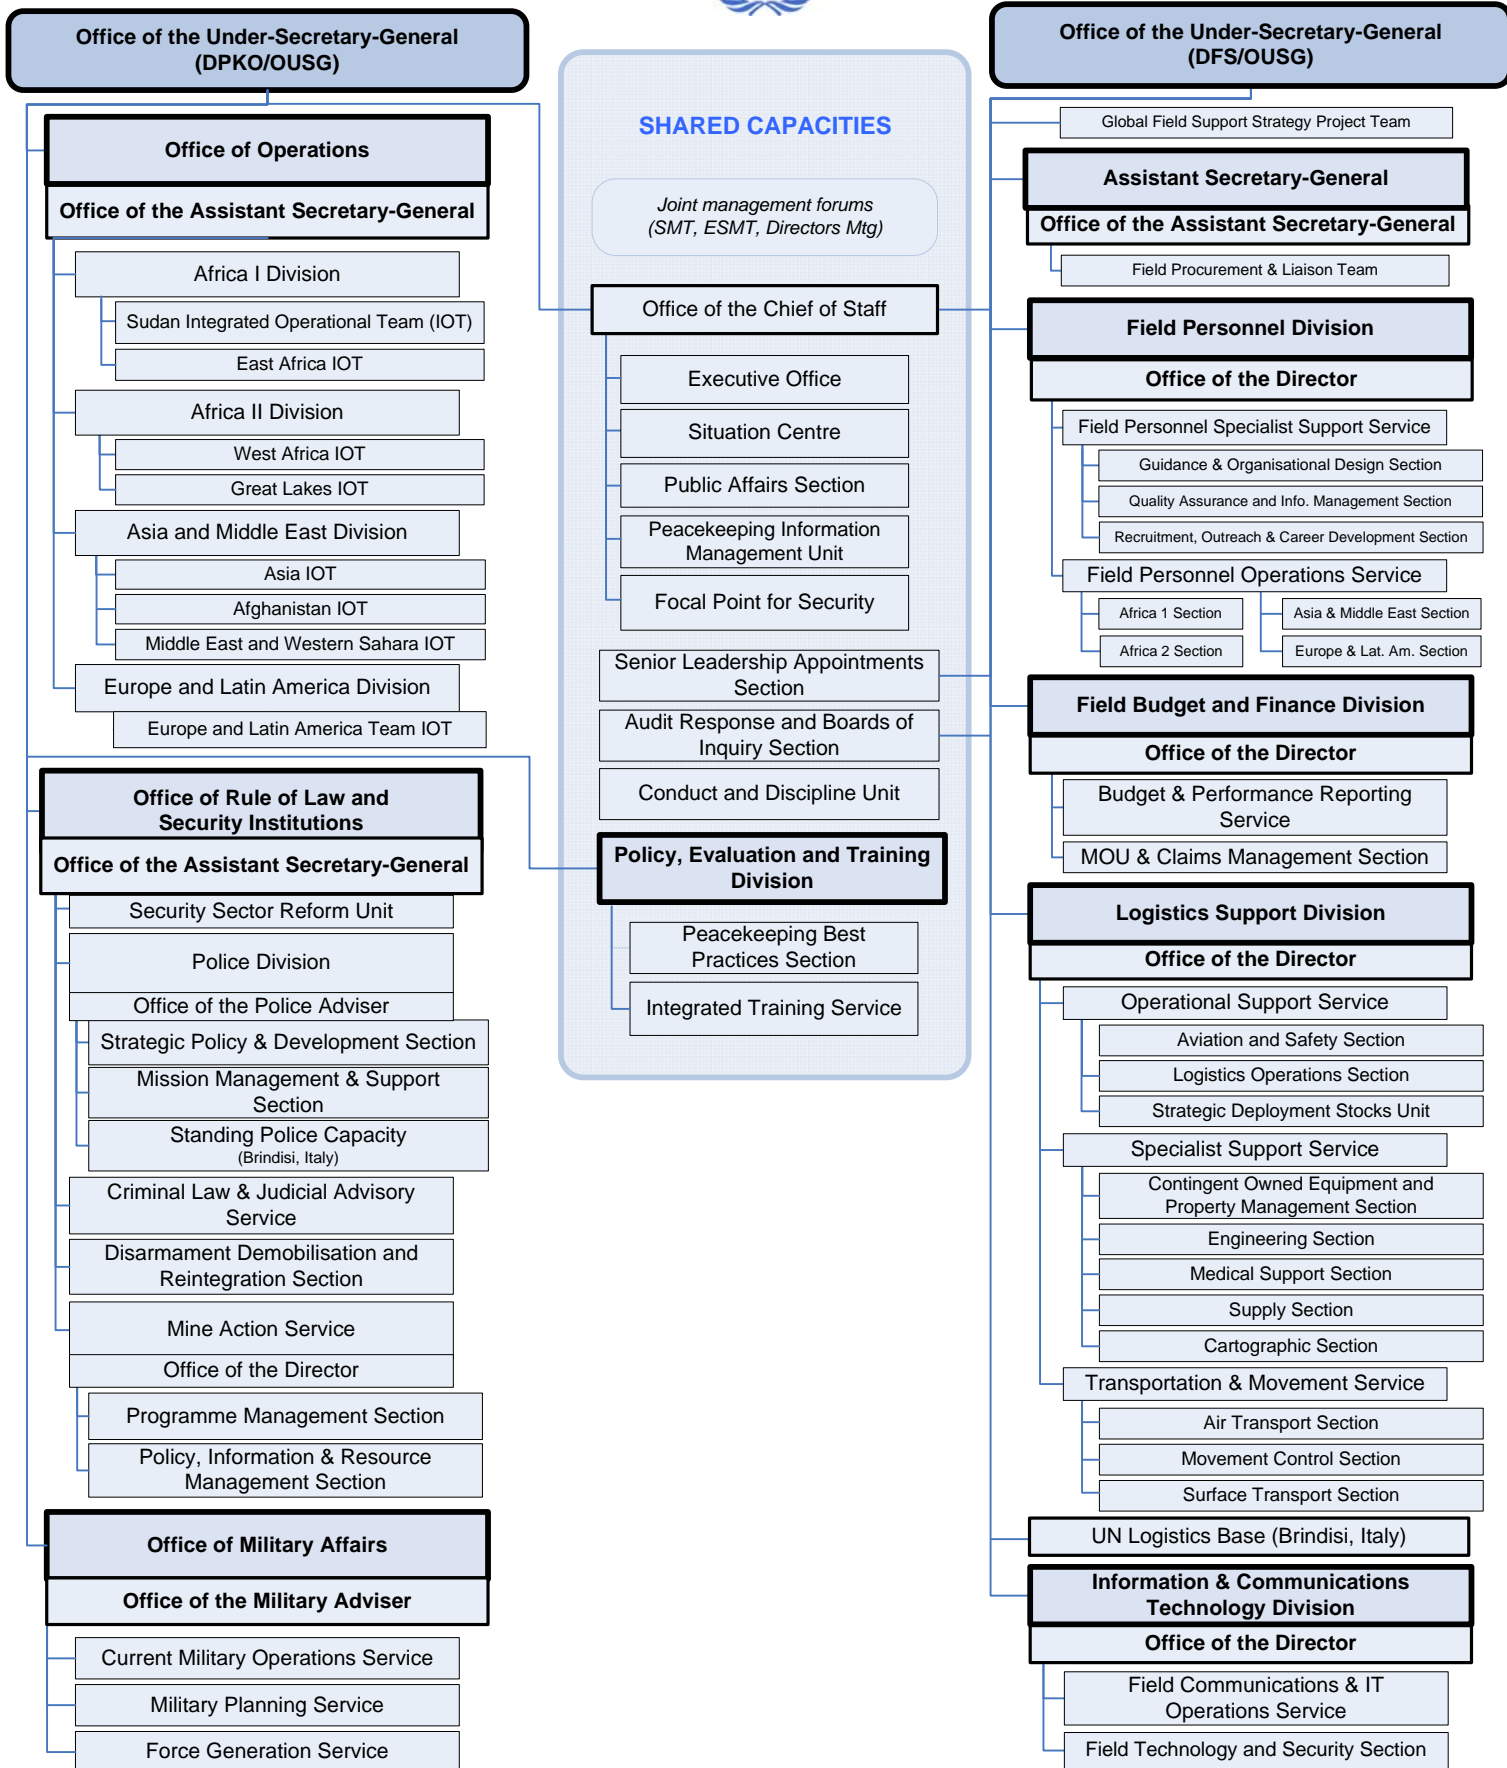 Office of the Under-Secretary-General
(DPKO/OUSG)
Office of Operations
Office of the Assistant Secretary-General
Africa I Division
Sudan Integrated Operational Team (IOT)
East Africa IOT
Africa II Division
West Africa IOT
Great Lakes IOT
Asia and Middle East Division
Asia IOT
Afghanistan IOT
Middle East and Western Sahara IOT
Europe and Latin America Division
Europe and Latin America Team IOT
Office of Rule of Law and
Security Institutions
Office of the Assistant Secretary-General
Security Sector Reform Unit
Police Division
Office of the Police Adviser
Strategic Policy & Development Section
Mission Management & Support
Section
Standing Police Capacity
(Brindisi, Italy)
Criminal Law & Judicial Advisory
Service
Disarmament Demobilisation and
Reintegration Section
Mine Action Service
Office of the Director
Programme Management Section
Policy, Information & Resource
Management Section
Office of Military Affairs
Office of the Military Adviser
Current Military Operations Service
Military Planning Service
Force Generation Service
SHARED CAPACITIES
Joint management forums
(SMT, ESMT, Directors Mtg)
Office of the Chief of Staff
Executive Office
Situation Centre
Public Affairs Section
Peacekeeping Information
Management Unit
Focal Point for Security
Senior Leadership Appointments
Section
Audit Response and Boards of
Inquiry Section
Conduct and Discipline Unit
Policy, Evaluation and Training
Division
Peacekeeping Best
Practices Section
Integrated Training Service
Office of the Under-Secretary-General
(DFS/OUSG)
Global Field Support Strategy Project Team
Assistant Secretary-General
Office of the Assistant Secretary-General
Field Procurement & Liaison Team
Field Personnel Division
Office of the Director
Field Personnel Specialist Support Service
Guidance & Organisational Design Section
Quality Assurance and Info. Management Section
Recruitment, Outreach & Career Development Section
Field Personnel Operations Service
Africa 1 Section
Asia & Middle East Section
Africa 2 Section
Europe & Lat. Am. Section
Field Budget and Finance Division
Office of the Director
Budget & Performance Reporting
Service
MOU & Claims Management Section
Logistics Support Division
Office of the Director
Operational Support Service
Aviation and Safety Section
Logistics Operations Section
Strategic Deployment Stocks Unit
Specialist Support Service
Contingent Owned Equipment and
Property Management Section
Engineering Section
Medical Support Section
Supply Section
Cartographic Section
Transportation & Movement Service
Air Transport Section
Movement Control Section
Surface Transport Section
UN Logistics Base (Brindisi, Italy)
Information & Communications
Technology Division
Office of the Director
Field Communications & IT
Operations Service
Field Technology and Security Section